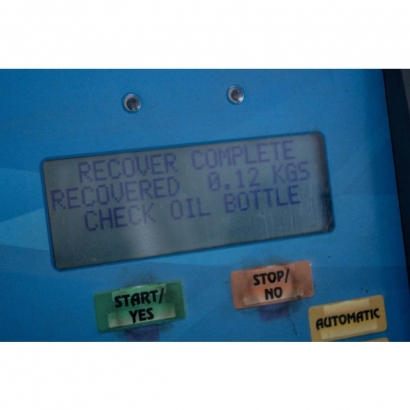 RECOVER COMPLETE
RECOVERED 0.12 KGS
CHECK OIL BOTTLE
START/
YES
STOP/
NO
AUTOMATIC